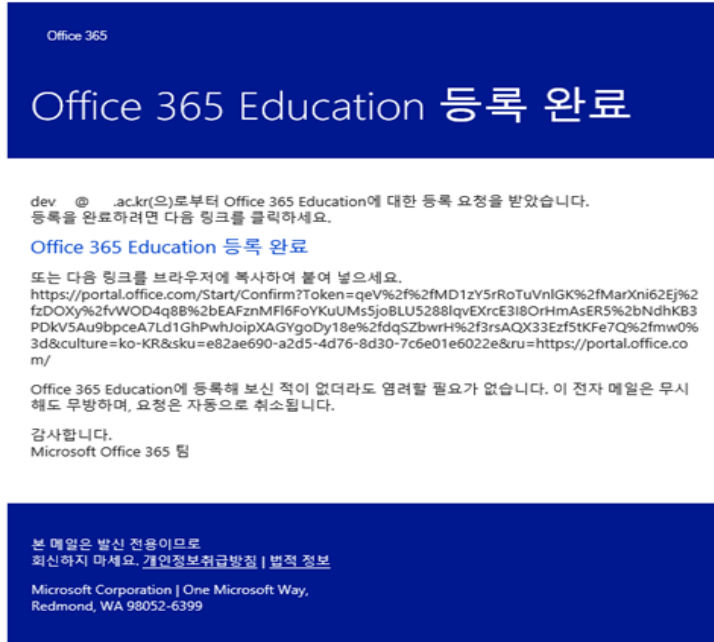 Office 365
Office 365 Education 등록 완료
dev @ .ac.kr(으)로부터 Office 365 Education에 대한 등록 요청을 받았습니다.
등록을 완료하려면 다음 링크를 클릭하세요.
Office 365 Education 등록 완료
또는 다음 링크를 브라우저에 복사하여 붙여 넣으세요.
https://portal.office.com/Start/Confirm?Token=qeV%2f%2fMD1zY5rRoTuVnlGK%2fMarXni62Ej%2
fzDOXy%2fvWOD4q8B%2bEAFznMFl6FoYKuUMs5joBLU5288lqvEXrcE3I8OrHmAsER5%2bNdhKB3
PDkV5Au9bpceA7Ld1GhPwhJoipXAGYgoDy18e%2fdqSZbwrH%2f3rsAQX33Ezf5tKFe7Q%2fmw0%
3d&culture=ko-KR&sku=e82ae690-a2d5-4d76-8d30-7c6e01e6022e&ru=https://portal.office.co
m/
Office 365 Education에 등록해 보신 적이 없더라도 염려할 필요가 없습니다. 이 전자 메일은 무시
해도 무방하며, 요청은 자동으로 취소됩니다.
감사합니다.
Microsoft Office 365 팀
본 메일은 발신 전용이므로
회신하지 마세요. 개인정보취급방침 | 법적 정보
Microsoft Corporation | One Microsoft Way,
Redmond, WA 98052-6399